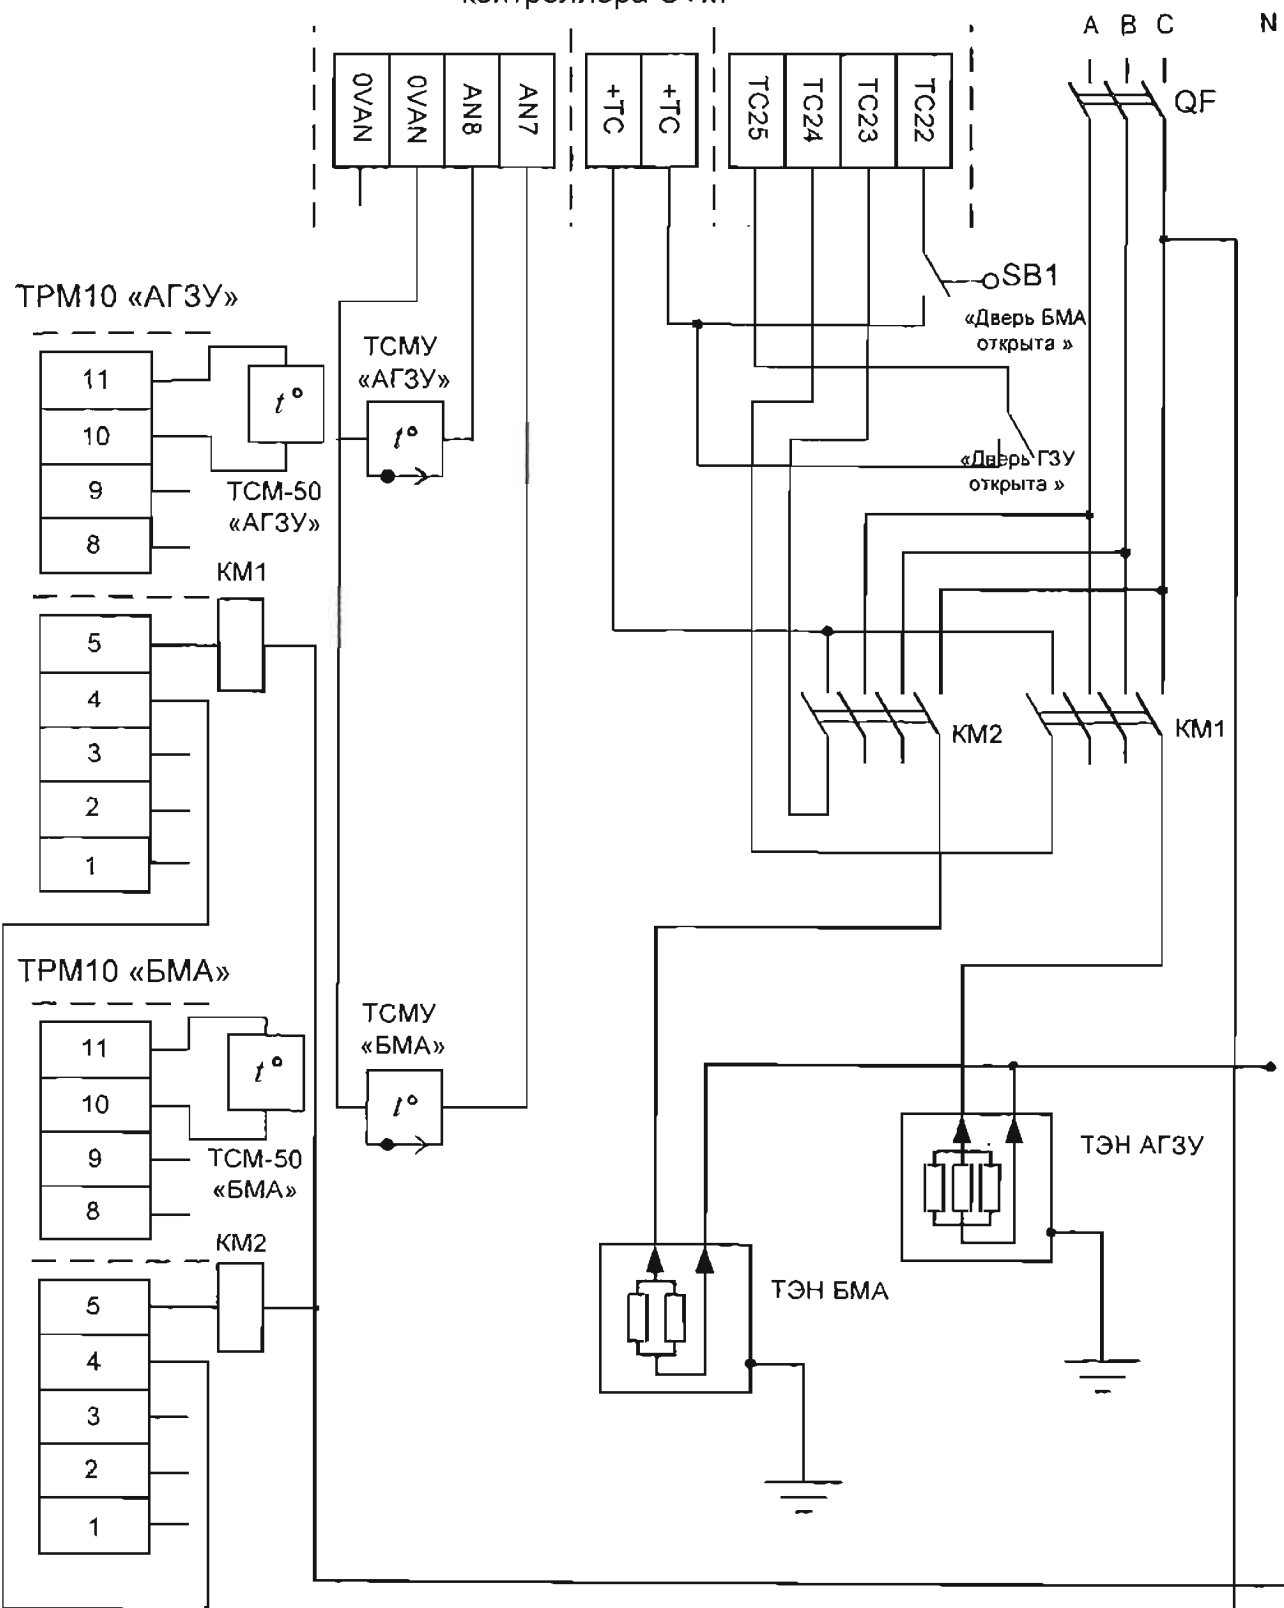 A B C N
QF
0VAN
0VAN
AN8
AN7
+TC
+TC
TC25
TC24
TC23
TC22
SB1
«Дверь БМА
открыта »
ТРМ10 «АГЗУ»
11
10
9
8
t°
ТСМ-50
«АГЗУ»
ТСМУ
«АГЗУ»
t°
«Дверь ГЗУ
открыта »
КМ1
5
4
3
2
1
КМ2
КМ1
ТРМ10 «БМА»
11
10
9
8
t°
ТСМ-50
«БМА»
ТСМУ
«БМА»
t°
ТЭН АГЗУ
КМ2
5
4
3
2
1
ТЭН БМА